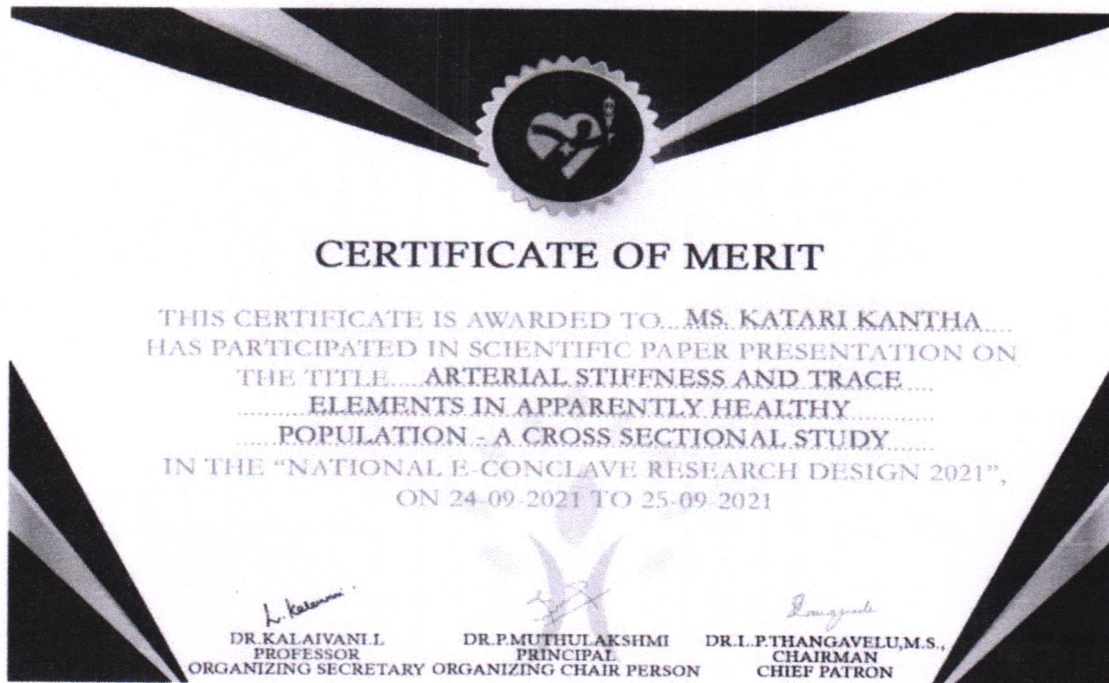 CERTIFICATE OF MERIT
THIS CERTIFICATE IS AWARDED TO...MS. KATARI KANTHA....
HAS PARTICIPATED IN SCIENTIFIC PAPER PRESENTATION ON
THE TITLE....ARTERIAL STIFFNESS AND TRACE....
....ELEMENTS IN APPARENTLY HEALTHY....
....POPULATION - A CROSS SECTIONAL STUDY....
IN THE “NATIONAL E-CONCLAVE RESEARCH DESIGN 2021”,
ON 24-09-2021 TO 25-09-2021
L. Kalaivani
DR.KALAIVANI.L DR.P.MUTHULAKSHMI DR.L.P.THANGAVELU,M.S.,
PROFESSOR PRINCIPAL CHAIRMAN
ORGANIZING SECRETARY ORGANIZING CHAIR PERSON CHIEF PATRON